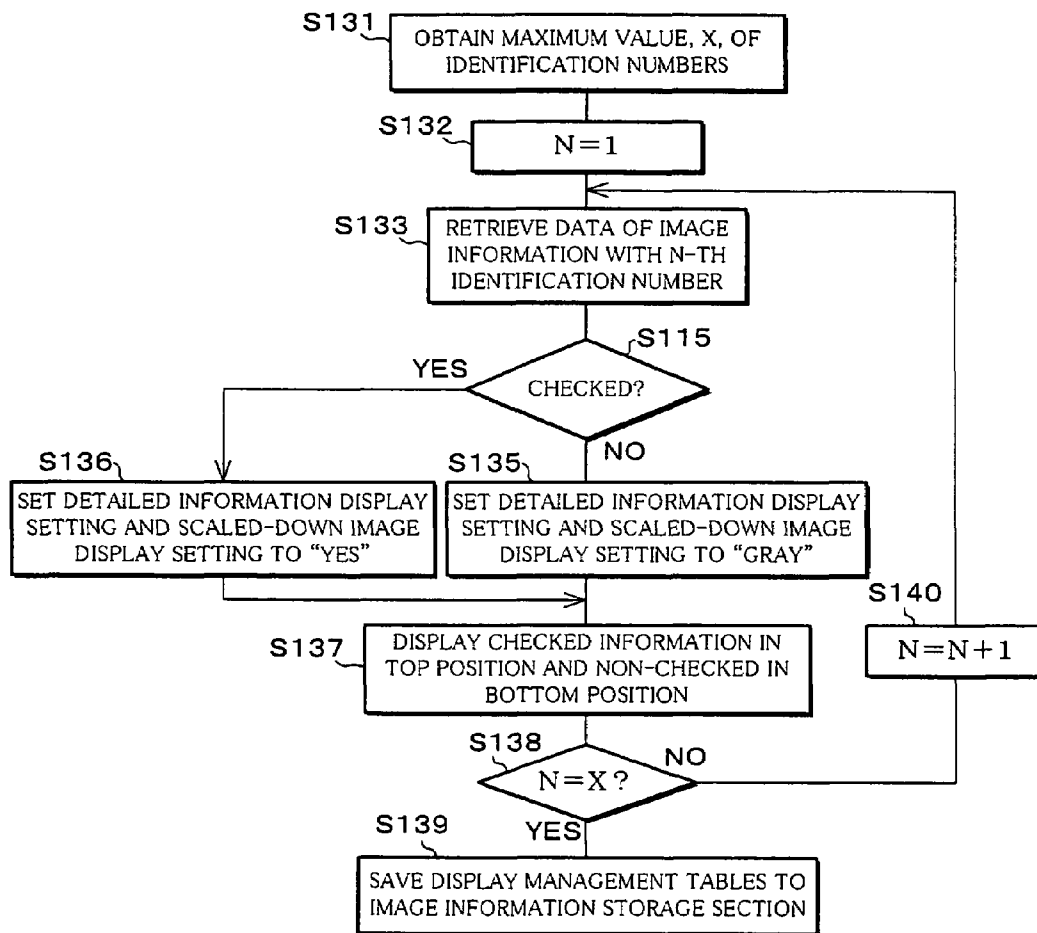 S131
OBTAIN MAXIMUM VALUE, X, OF
IDENTIFICATION NUMBERS
S132
N=1
S133
RETRIEVE DATA OF IMAGE
INFORMATION WITH N-TH
IDENTIFICATION NUMBER
S115
YES
CHECKED?
NO
S136
SET DETAILED INFORMATION DISPLAY
SETTING AND SCALED-DOWN IMAGE
DISPLAY SETTING TO “YES”
S135
SET DETAILED INFORMATION DISPLAY
SETTING AND SCALED-DOWN IMAGE
DISPLAY SETTING TO “GRAY”
S140
N=N+1
S137
DISPLAY CHECKED INFORMATION IN
TOP POSITION AND NON-CHECKED IN
BOTTOM POSITION
S138
N=X?
NO
YES
S139
SAVE DISPLAY MANAGEMENT TABLES TO
IMAGE INFORMATION STORAGE SECTION